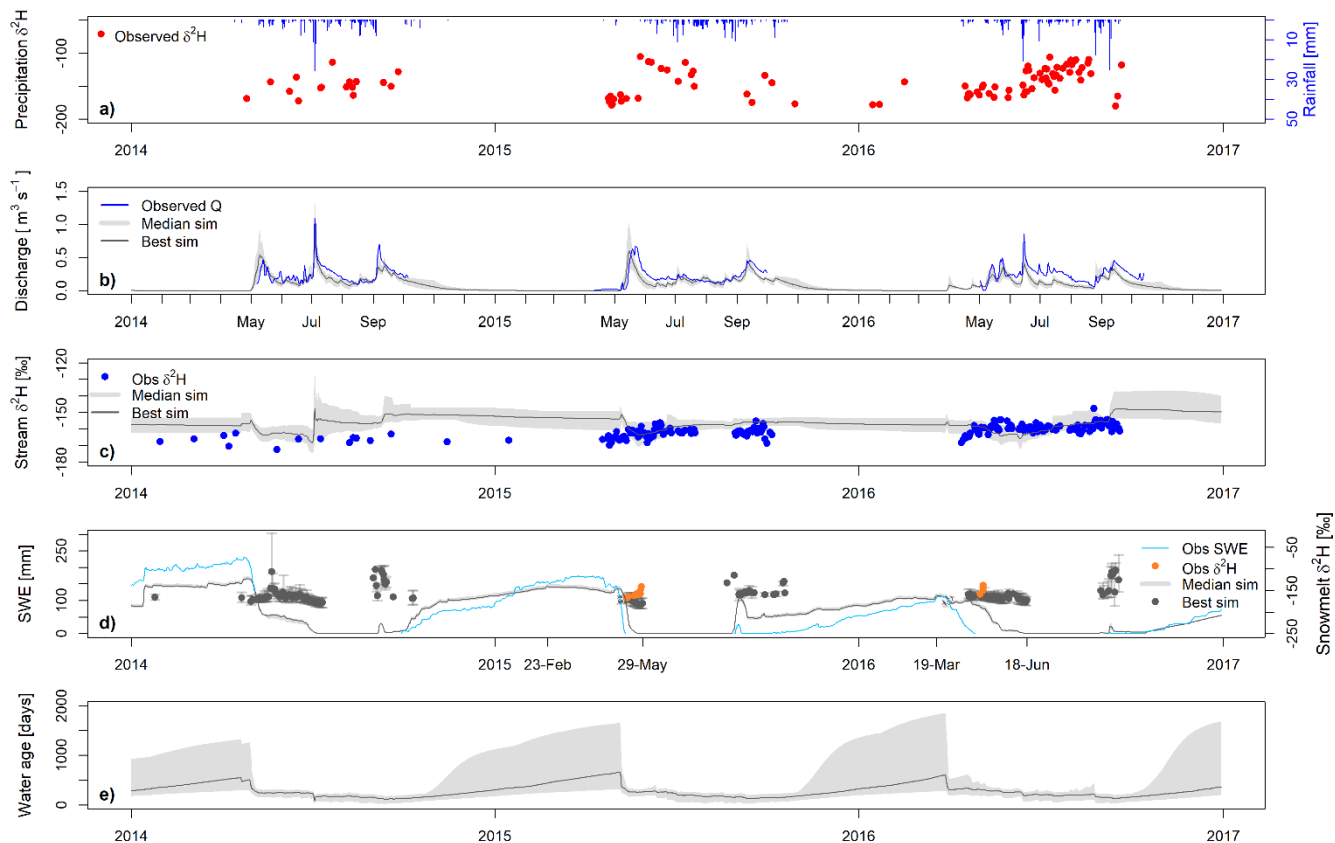 Precipitation δ²H
-200 -150 -100
Observed δ²H
a)
10 30 50
Rainfall [mm]
2014 2015 2016 2017
Discharge [ m³ s⁻¹ ]
0.0 0.5 1.0 1.5
Observed Q
Median sim
Best sim
b)
2014 May Jul Sep 2015 May Jul Sep 2016 May Jul Sep 2017
Stream δ²H [‰]
-180 -150 -120
Obs δ²H
Median sim
Best sim
c)
2014 2015 2016 2017
SWE [mm]
0 100 250
d)
Obs SWE
Obs δ²H
Median sim
Best sim
-250 -150 -50
Snowmelt δ²H [‰]
2014 2015 23-Feb 29-May 2016 19-Mar 18-Jun 2017
Water age [days]
0 1000 2000
e)
2014 2015 2016 2017